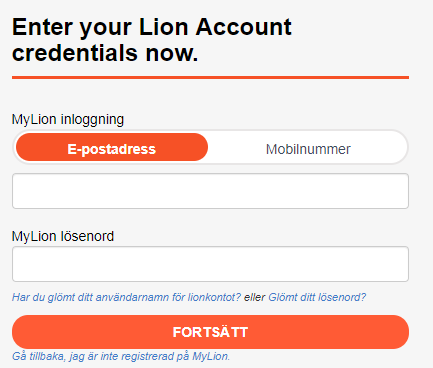 Enter your Lion Account
credentials now.
MyLion inloggning
E-postadress Mobilnummer
MyLion lösenord
Har du glömt ditt användarnamn för lionkontot? eller Glömt ditt lösenord?
FORTSÄTT
Gå tillbaka, jag är inte registrerad på MyLion.